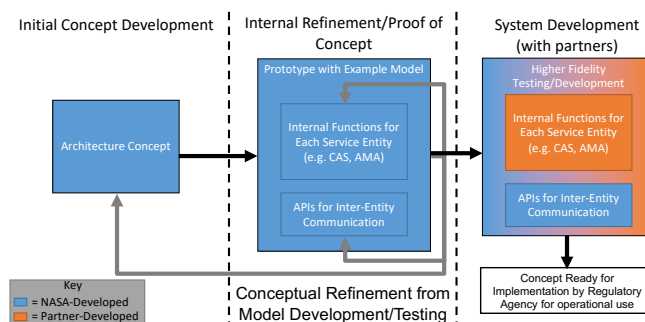 Initial Concept Development
Internal Refinement/Proof of
Concept
System Development
(with partners)
Prototype with Example Model
Internal Functions for
Each Service Entity
(e.g. CAS, AMA)
APIs for Inter-Entity
Communication
Architecture Concept
Higher Fidelity
Testing/Development
Internal Functions for
Each Service Entity
(e.g. CAS, AMA)
APIs for Inter-Entity
Communication
Concept Ready for
Implementation by Regulatory
Agency for operational use
Key
= NASA-Developed
= Partner-Developed
Conceptual Refinement from
Model Development/Testing